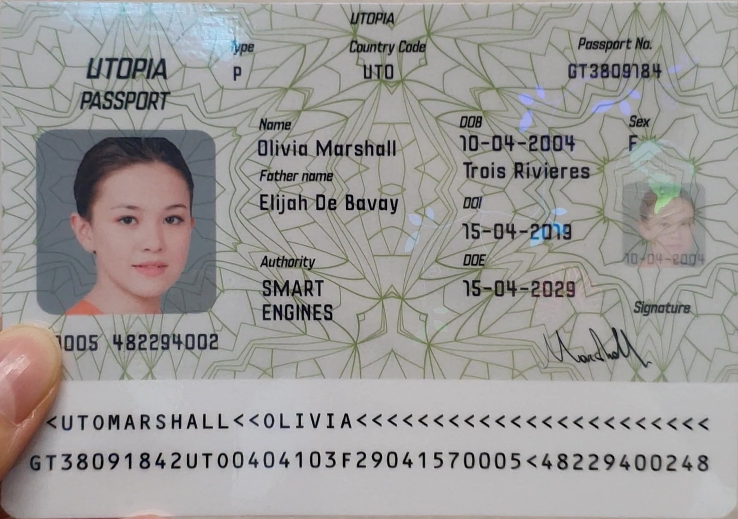 UTOPIA
UTOPIA
PASSPORT
Type
P
Country Code
UTO
Passport No.
GT3809184
Name
Olivia Marshall
DOB
10-04-2004
Sex
F
Father name
Trois Rivieres
Elijah De Bavay
DOI
15-04-2019
10-04-2004
Authority
SMART
ENGINES
DOE
15-04-2029
Signature
Marshall
0005 482294002
<UTOMARSHALL<<OLIVIA<<<<<<<<<<<<<<<<<<<<<<<
GT38091842UTO0404103F29041570005<48229400248